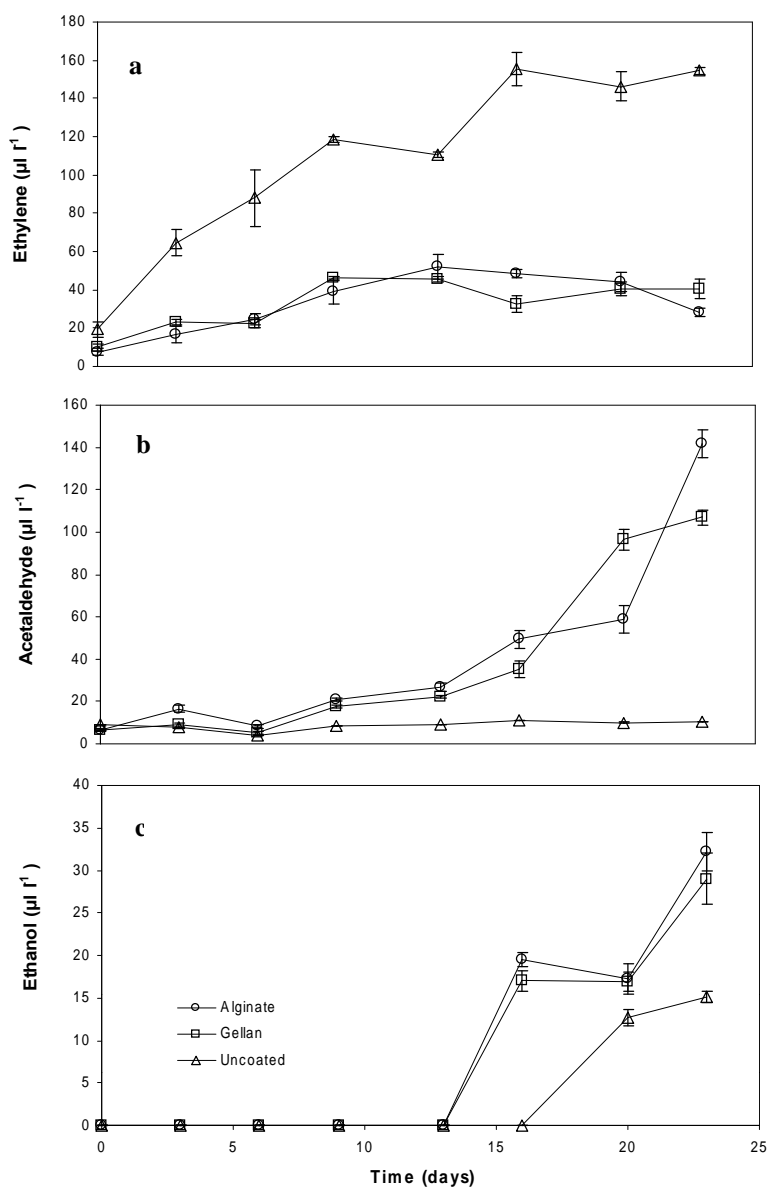 a
Ethylene (µl l¹)
180
160
140
120
100
80
60
40
20
0
b
Acetaldehyde (µl l⁻¹)
160
140
120
100
80
60
40
20
0
c
Ethanol (µl l¹)
40
35
30
25
20
15
10
5
0
Alginate
Gellan
Uncoated
0 5 10 15 20 25
Time (days)